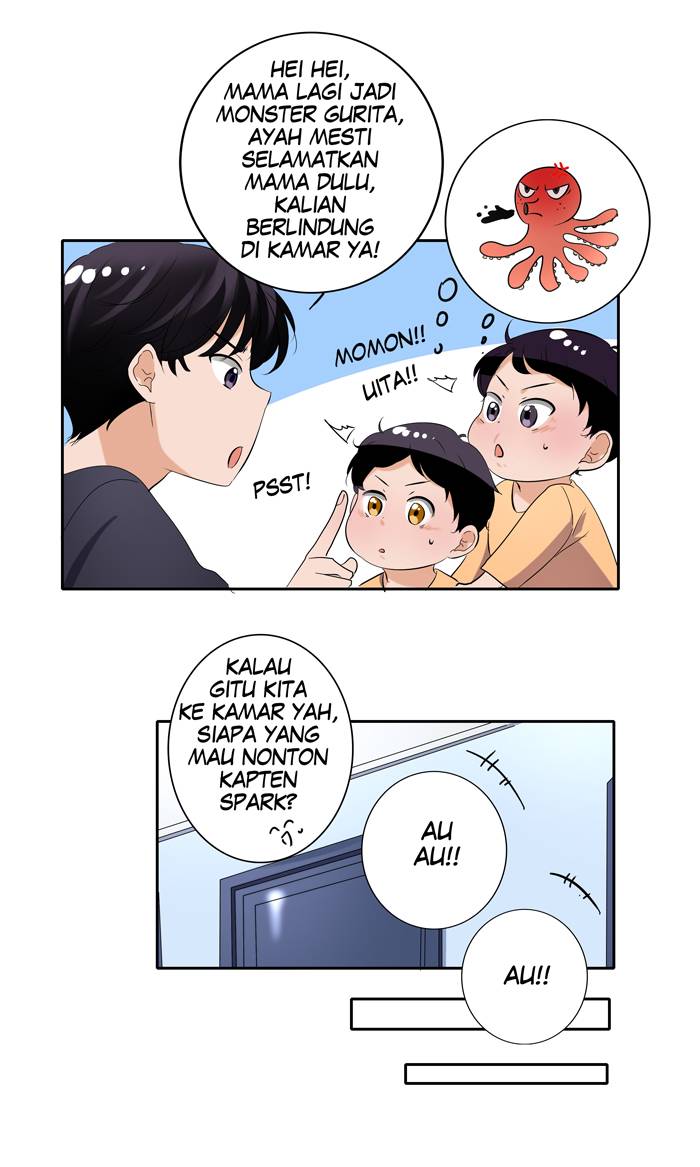 HEI HEI,
MAMA LAGI JADI
MONSTER GURITA,
AYAH MESTI
SELAMATKAN
MAMA DULU,
KALIAN
BERLINDUNG
DI KAMAR YA!
MOMON!!
UITA!!
PSST!
KALAU
GITU KITA
KE KAMAR YAH,
SIAPA YANG
MAU NONTON
KAPTEN
SPARK?
AU
AU!!
AU!!